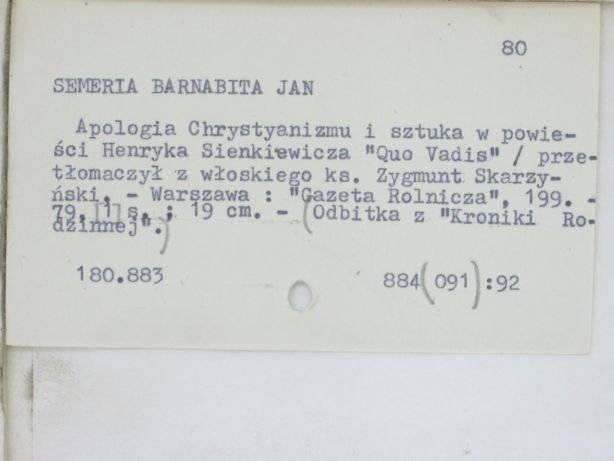 80
SEMERIA BARNABITA JAN
Apologia Chrystyanizmu i sztuka w powie-
ści Henryka Sienkiewicza "Quo Vadis" / prze-
tłomaczył z włoskiego ks. Zygmunt Skarzy-
ński. - Warszawa : "Gazeta Rolnicza", 199. -
79, [1] s. ; 19 cm. - (Odbitka z "Kroniki Ro-
dzinnej".)
180.883 884(091):92